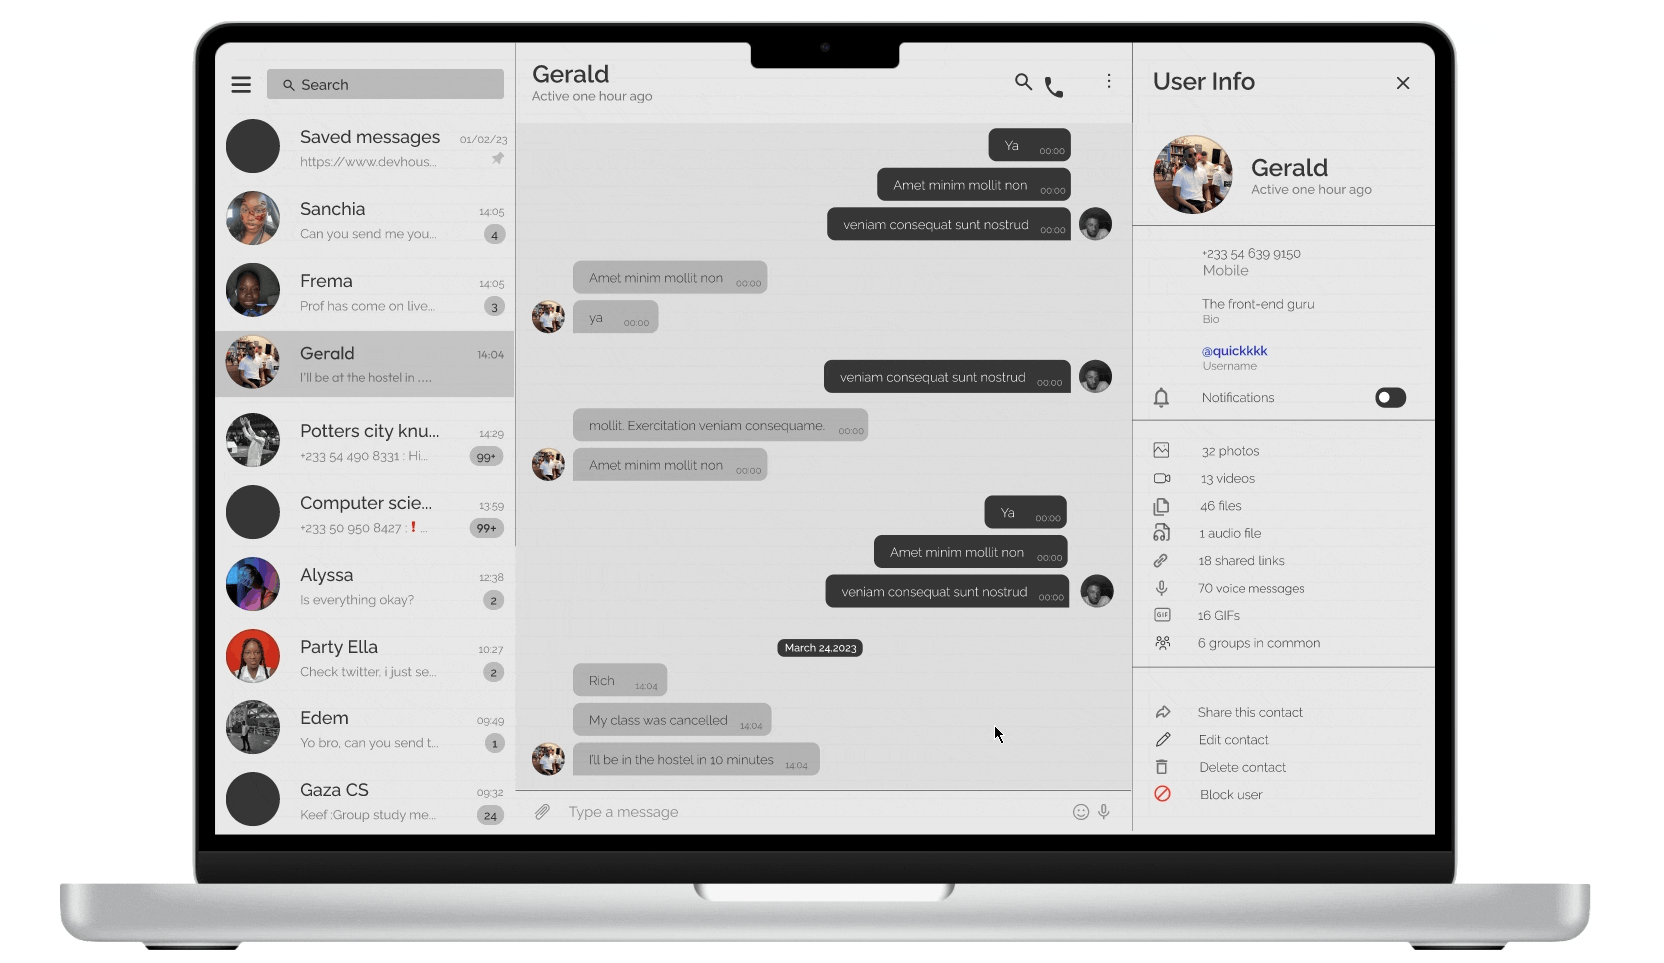 Search
Saved messages
01/02/23
https://www.devhous...
Sanchia
14:05
Can you send me you...
4
Frema
14:05
Prof has come on live...
3
Gerald
14:04
I'll be at the hostel in ....
Potters city knu...
14:29
+233 54 490 8331 : Hi...
99+
Computer scie...
13:59
+233 50 950 8427 : ❗...
99+
Alyssa
12:38
Is everything okay?
2
Party Ella
10:27
Check twitter, i just se...
2
Edem
09:49
Yo bro, can you send t...
1
Gaza CS
09:32
Keef :Group study me...
24
Gerald
Active one hour ago
Ya 00:00
Amet minim mollit non 00:00
veniam consequat sunt nostrud 00:00
Amet minim mollit non 00:00
ya 00:00
veniam consequat sunt nostrud 00:00
mollit. Exercitation veniam consequame. 00:00
Amet minim mollit non 00:00
Ya 00:00
Amet minim mollit non 00:00
veniam consequat sunt nostrud 00:00
March 24,2023
Rich 14:04
My class was cancelled 14:04
I'll be in the hostel in 10 minutes 14:04
Type a message
User Info
Gerald
Active one hour ago
+233 54 639 9150
Mobile
The front-end guru
Bio
@quickkkk
Username
Notifications
32 photos
13 videos
46 files
1 audio file
18 shared links
70 voice messages
GIF
16 GIFs
6 groups in common
Share this contact
Edit contact
Delete contact
Block user